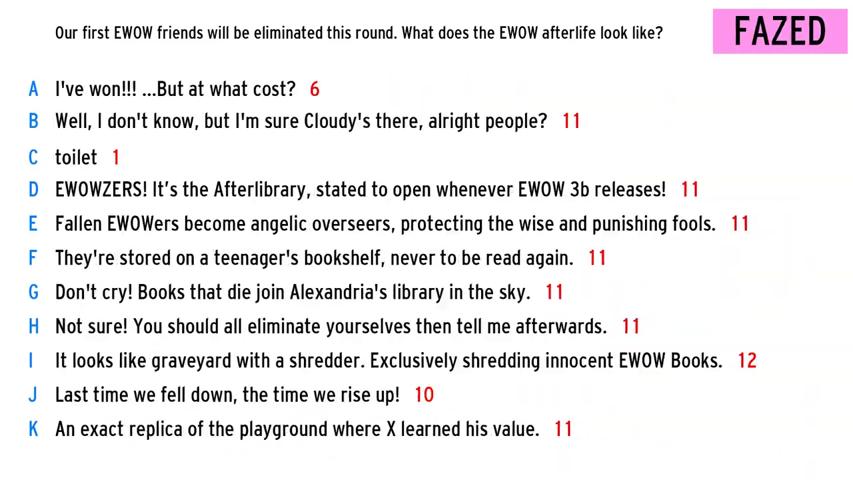 Our first EWOW friends will be eliminated this round. What does the EWOW afterlife look like?
FAZED
A I've won!!! ...But at what cost? 6
B Well, I don't know, but I'm sure Cloudy's there, alright people? 11
C toilet 1
D EWOWZERS! It’s the Afterlibrary, stated to open whenever EWOW 3b releases! 11
E Fallen EWOWers become angelic overseers, protecting the wise and punishing fools. 11
F They're stored on a teenager's bookshelf, never to be read again. 11
G Don't cry! Books that die join Alexandria's library in the sky. 11
H Not sure! You should all eliminate yourselves then tell me afterwards. 11
I It looks like graveyard with a shredder. Exclusively shredding innocent EWOW Books. 12
J Last time we fell down, the time we rise up! 10
K An exact replica of the playground where X learned his value. 11